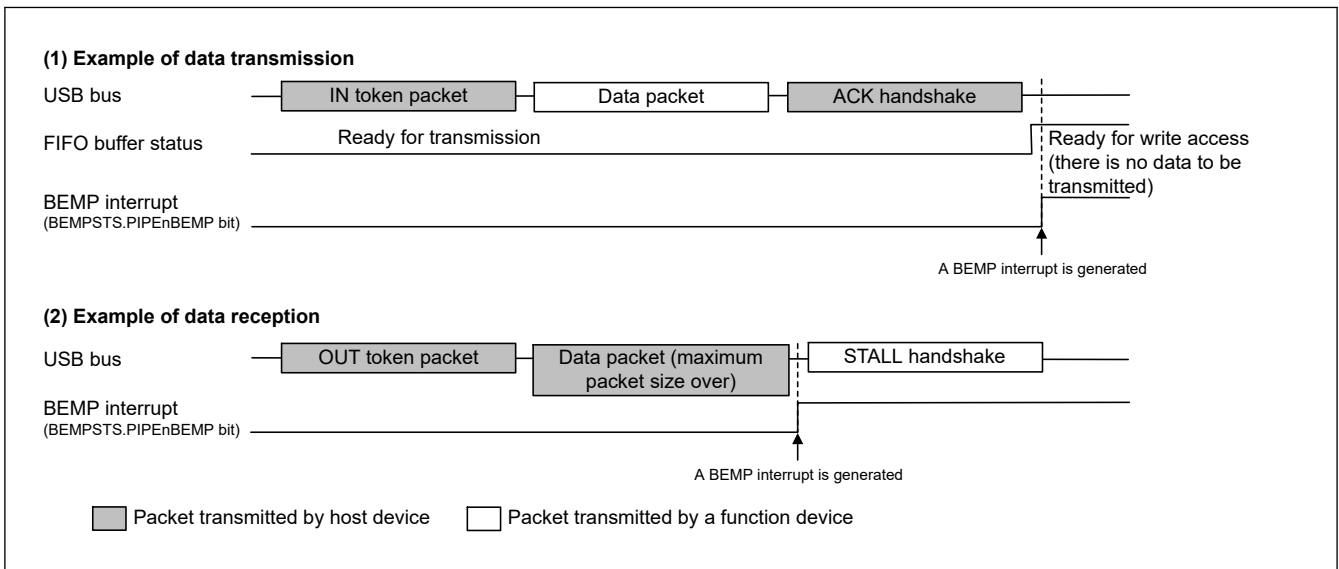 (1) Example of data transmission
USB bus
IN token packet
Data packet
ACK handshake
FIFO buffer status
Ready for transmission
Ready for write access
(there is no data to be
transmitted)
BEMP interrupt
(BEMPSTS.PIPEnBEMP bit)
A BEMP interrupt is generated
(2) Example of data reception
USB bus
OUT token packet
Data packet (maximum
packet size over)
STALL handshake
BEMP interrupt
(BEMPSTS.PIPEnBEMP bit)
A BEMP interrupt is generated
Packet transmitted by host device
Packet transmitted by a function device